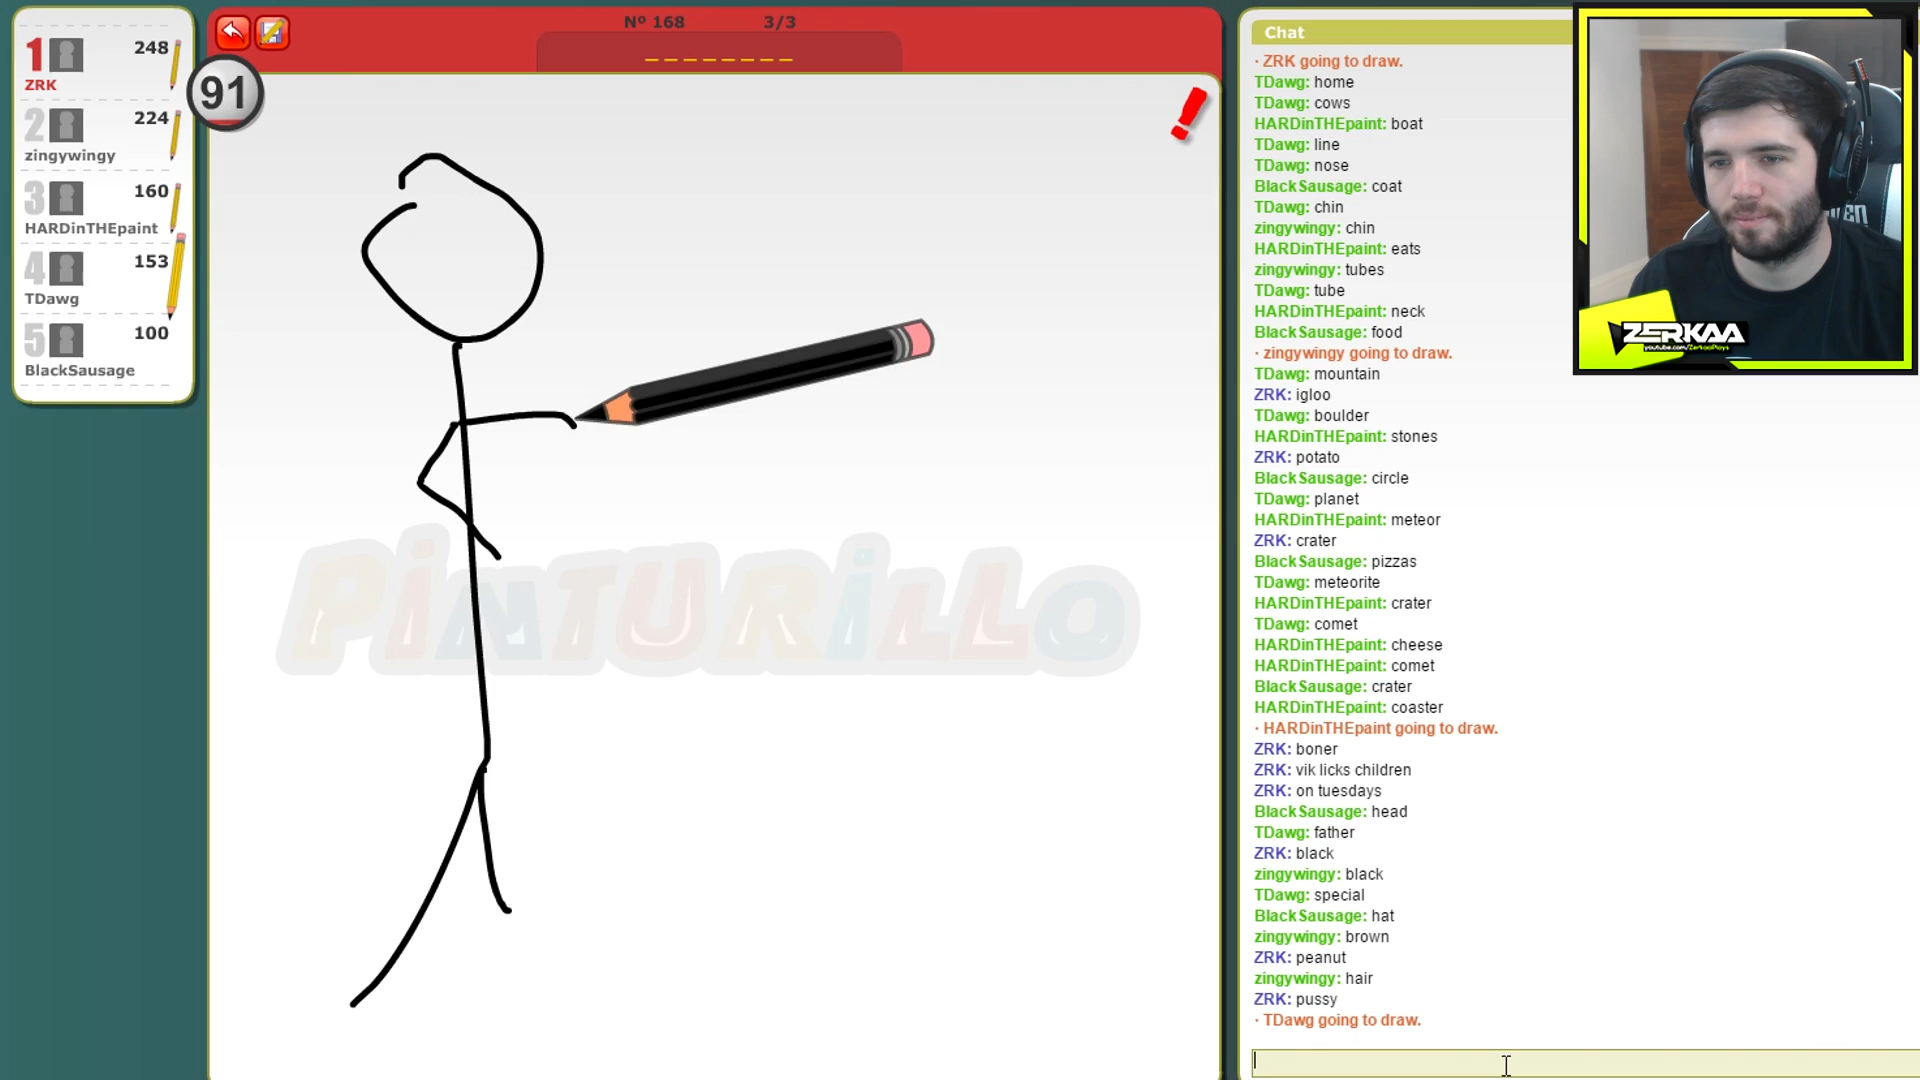 1
248
ZRK
2
224
zingywingy
3
160
HARDinTHEpaint
4
153
TDawg
5
100
BlackSausage
91
Nº 168 3/3
PiNTURiLLO
Chat
· ZRK going to draw.
TDawg: home
TDawg: cows
HARDinTHEpaint: boat
TDawg: line
TDawg: nose
BlackSausage: coat
TDawg: chin
zingywingy: chin
HARDinTHEpaint: eats
zingywingy: tubes
TDawg: tube
HARDinTHEpaint: neck
BlackSausage: food
· zingywingy going to draw.
TDawg: mountain
ZRK: igloo
TDawg: boulder
HARDinTHEpaint: stones
ZRK: potato
BlackSausage: circle
TDawg: planet
HARDinTHEpaint: meteor
ZRK: crater
BlackSausage: pizzas
TDawg: meteorite
HARDinTHEpaint: crater
TDawg: comet
HARDinTHEpaint: cheese
HARDinTHEpaint: comet
BlackSausage: crater
HARDinTHEpaint: coaster
· HARDinTHEpaint going to draw.
ZRK: boner
ZRK: vik licks children
ZRK: on tuesdays
BlackSausage: head
TDawg: father
ZRK: black
zingywingy: black
TDawg: special
BlackSausage: hat
zingywingy: brown
ZRK: peanut
zingywingy: hair
ZRK: pussy
· TDawg going to draw.
ZERKAA
youtube.com/ZerkaaPlays